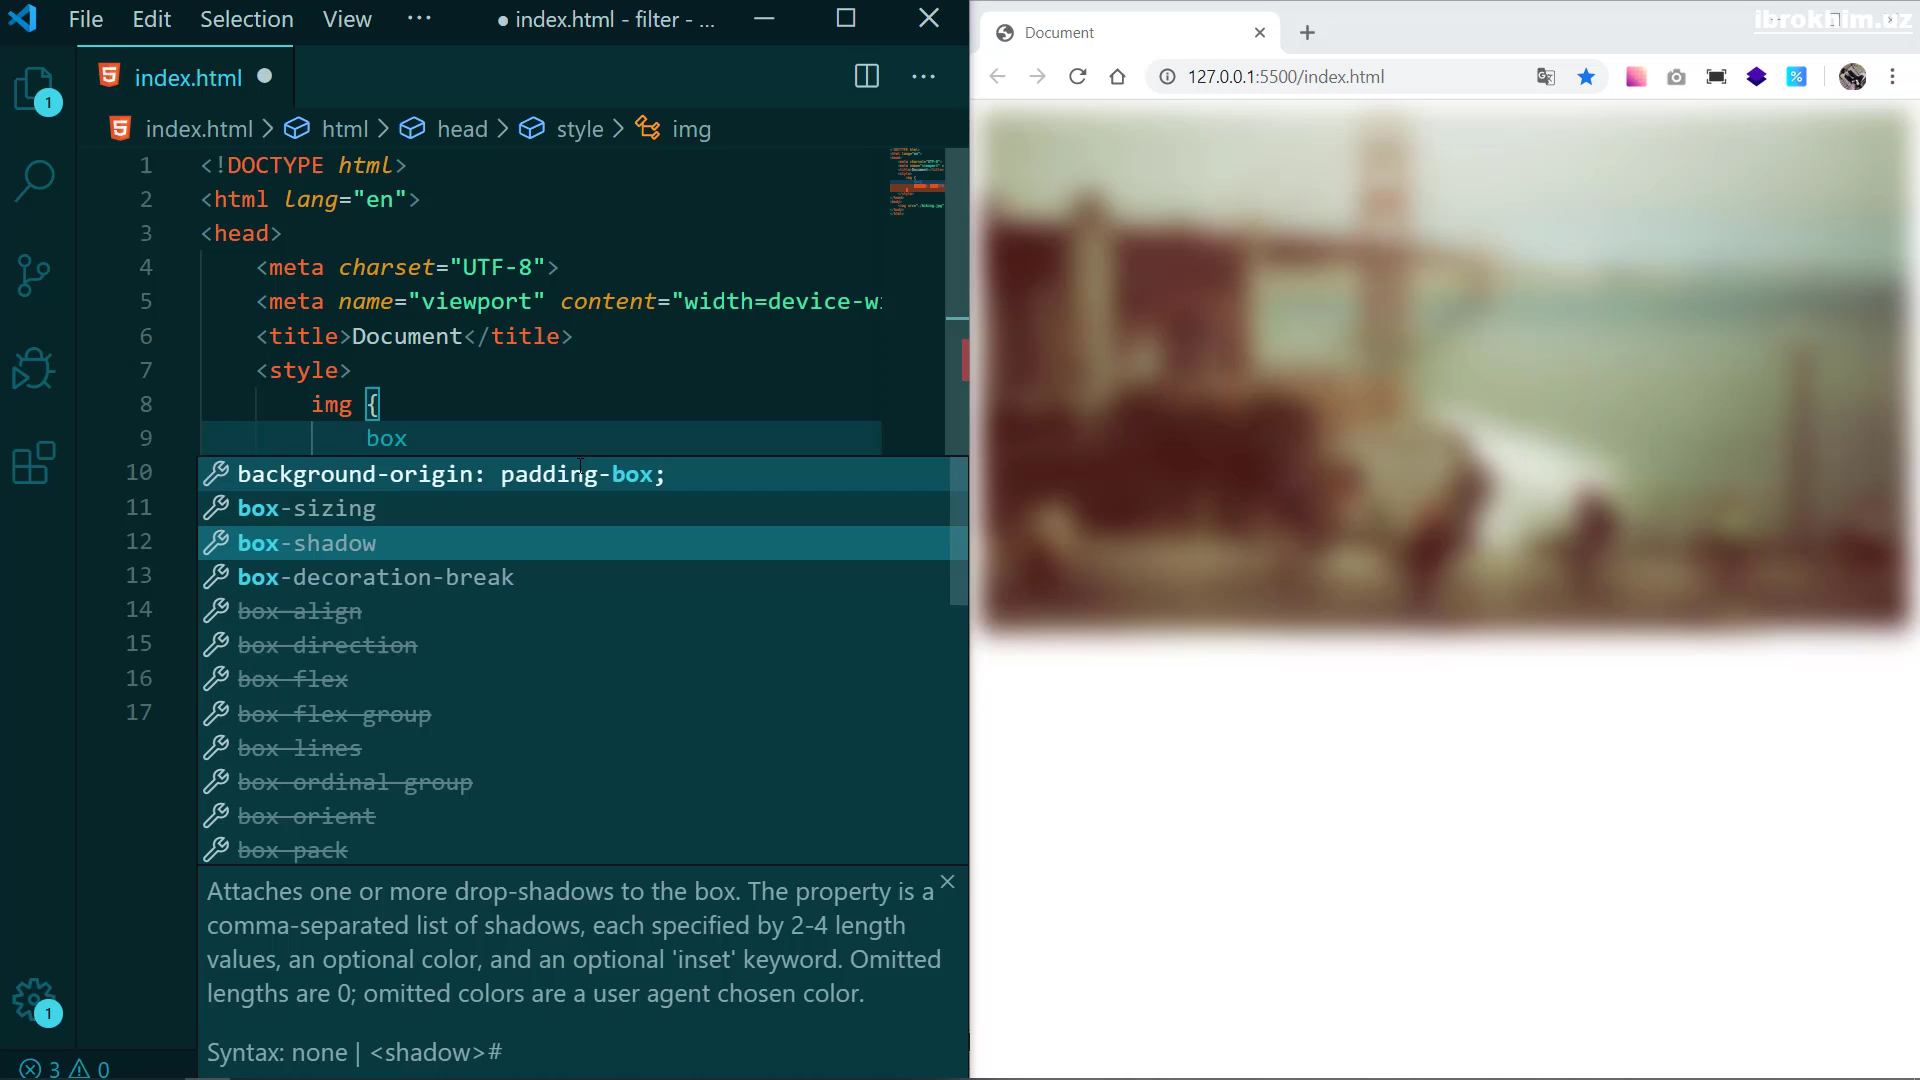 File Edit Selection View ··· ● index.html - filter - ...
index.html
index.html > html > head > style > img
1 <!DOCTYPE html>
2 <html lang="en">
3 <head>
4 <meta charset="UTF-8">
5 <meta name="viewport" content="width=device-w
6 <title>Document</title>
7 <style>
8 img {
9 box
10 background-origin: padding-box;
11 box-sizing
12 box-shadow
13 box-decoration-break
14 box-align
15 box-direction
16 box-flex
17 box-flex-group
box-lines
box-ordinal-group
box-orient
box-pack
Attaches one or more drop-shadows to the box. The property is a
comma-separated list of shadows, each specified by 2-4 length
values, an optional color, and an optional 'inset' keyword. Omitted
lengths are 0; omitted colors are a user agent chosen color.
Syntax: none | <shadow>#
1
1
3 0
Document
ibrokhim.uz
127.0.0.1:5500/index.html